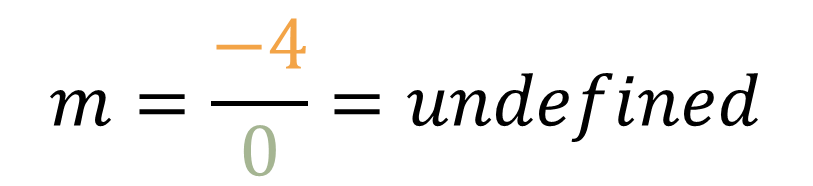 m = −4/0 = undefined